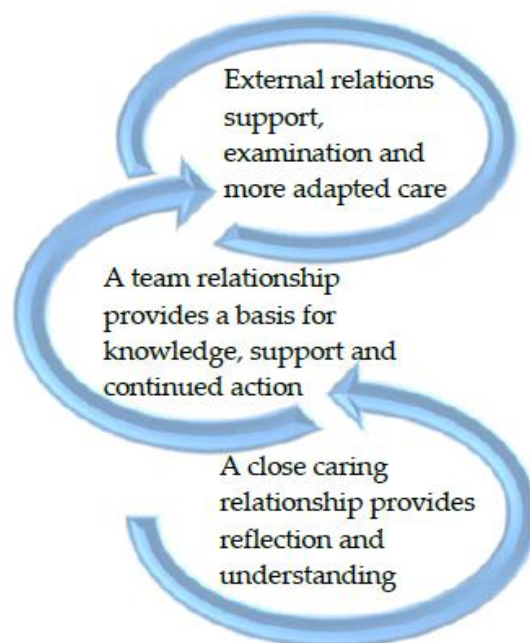 External relations
support,
examination and
more adapted care
A team relationship
provides a basis for
knowledge, support and
continued action
A close caring
relationship provides
reflection and
understanding